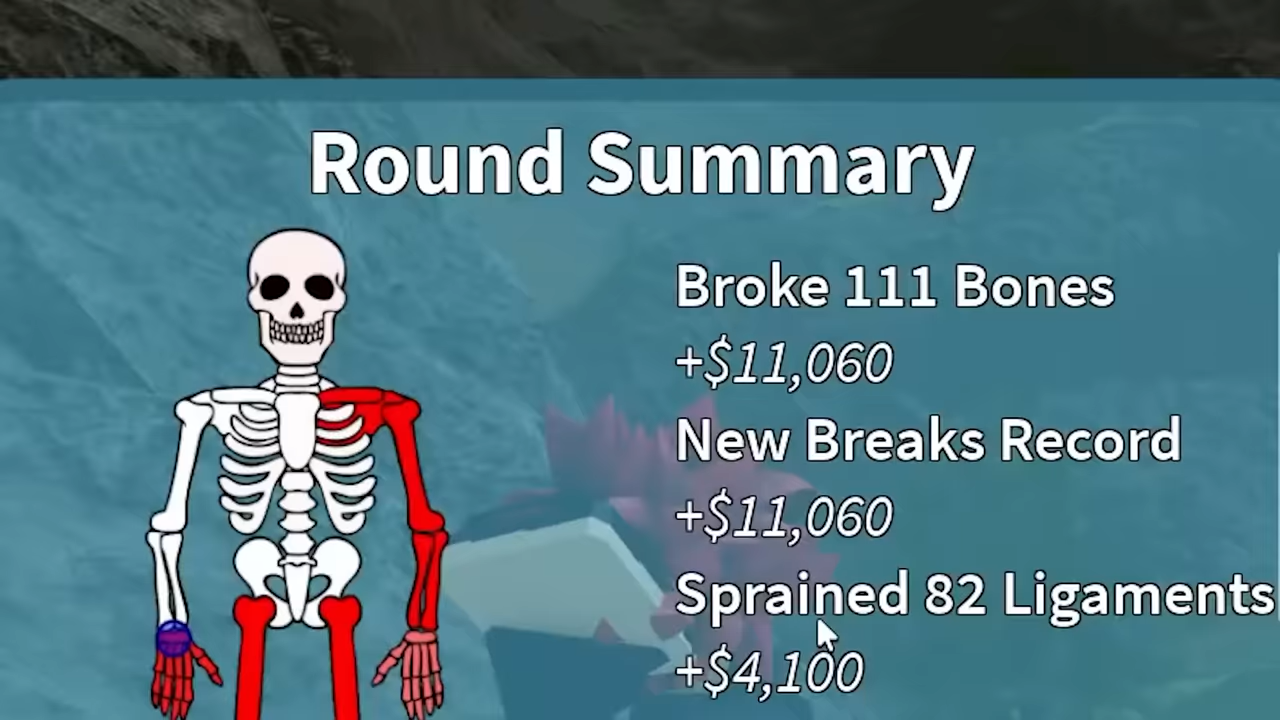 Round Summary
Broke 111 Bones
+$11,060
New Breaks Record
+$11,060
Sprained 82 Ligaments
+$4,100